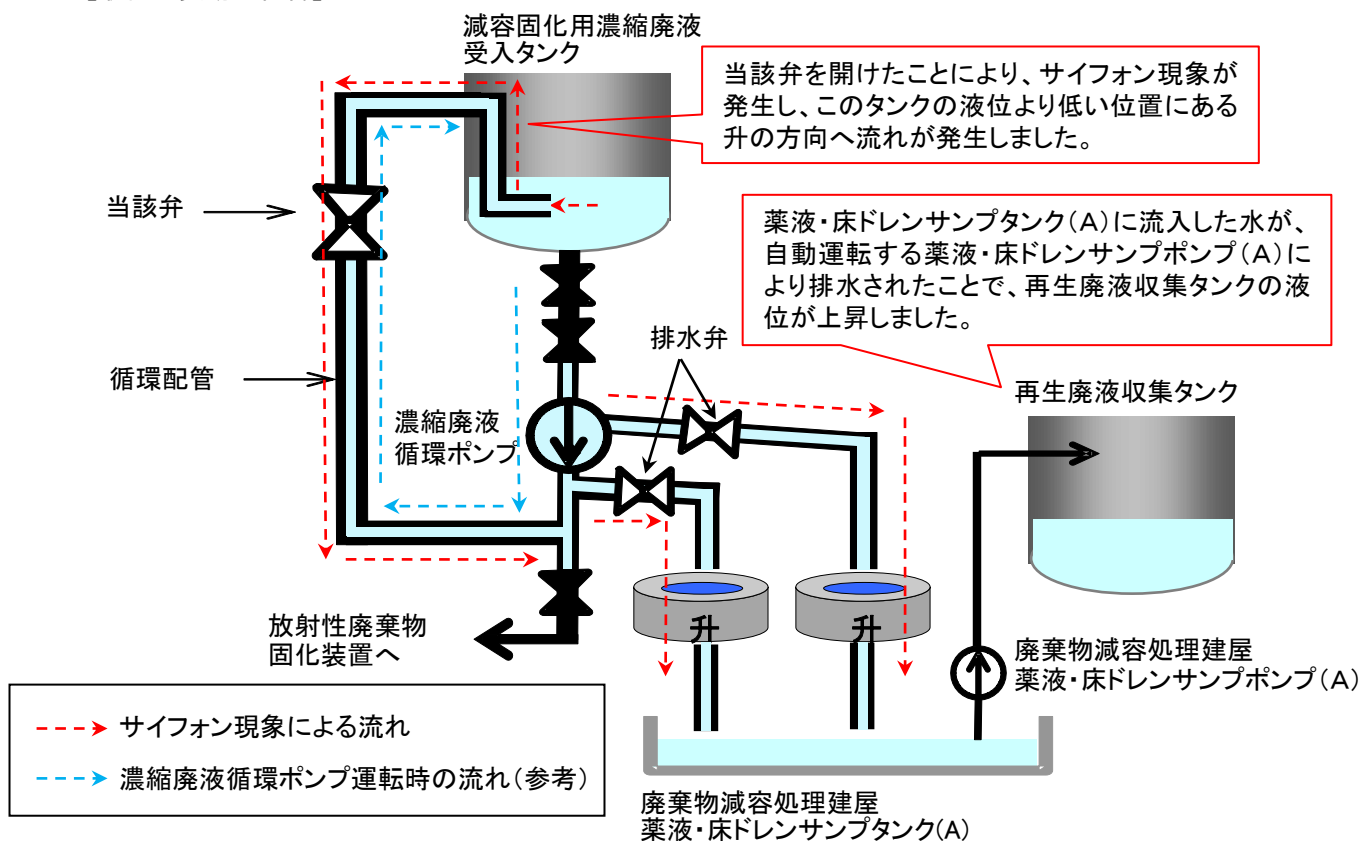 減容固化用濃縮廃液
受入タンク
当該弁を開けたことにより、サイフォン現象が
発生し、このタンクの液位より低い位置にある
升の方向へ流れが発生しました。
当該弁
薬液・床ドレンサンプタンク(A)に流入した水が、
自動運転する薬液・床ドレンサンプポンプ(A)に
より排水されたことで、再生廃液収集タンクの液
位が上昇しました。
排水弁
循環配管
再生廃液収集タンク
濃縮廃液
循環ポンプ
升
升
放射性廃棄物
固化装置へ
廃棄物減容処理建屋
薬液・床ドレンサンプポンプ(A)
サイフォン現象による流れ
濃縮廃液循環ポンプ運転時の流れ(参考)
廃棄物減容処理建屋
薬液・床ドレンサンプタンク(A)